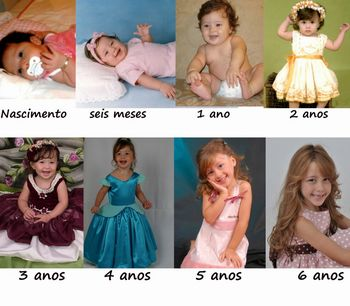 Nascimento seis meses 1 ano 2 anos
3 anos 4 anos 5 anos 6 anos